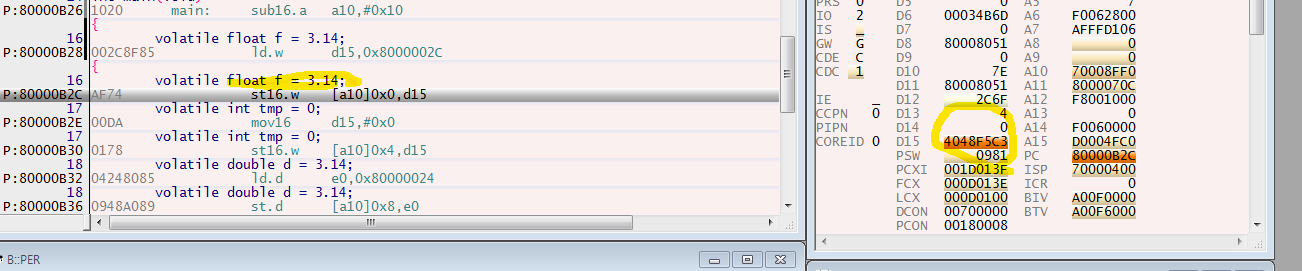 P:80000B26 1020 main: sub16.a a10,#0x10
{
16 volatile float f = 3.14;
P:80000B28 002C8F85 ld.w d15,0x8000002C
{
16 volatile float f = 3.14;
P:80000B2C AF74 st16.w [a10]0x0,d15
17 volatile int tmp = 0;
P:80000B2E 00DA mov16 d15,#0x0
17 volatile int tmp = 0;
P:80000B30 0178 st16.w [a10]0x4,d15
18 volatile double d = 3.14;
P:80000B32 04248085 ld.d e0,0x80000024
18 volatile double d = 3.14;
P:80000B36 0948A089 st.d [a10]0x8,e0
B::PER
IO 2 D6 00034B6D A6 F0062800
IS _ D7 0 A7 AFFFD106
GW G D8 80008051 A8 0
CDE C D9 0 A9 0
CDC 1 D10 7E A10 70008FF0
D11 80008051 A11 8000070C
IE _ D12 2C6F A12 F8001000
CCPN 0 D13 4 A13 0
PIPN D14 0 A14 F0060000
COREID 0 D15 4048F5C3 A15 D0004FC0
PSW 0981 PC 80000B2C
PCXI 001D013F ISP 70000400
FCX 000D013E ICR 0
LCX 000D0100 BIV A00F0000
DCON 00700000 BTV A00F6000
PCON 00180008